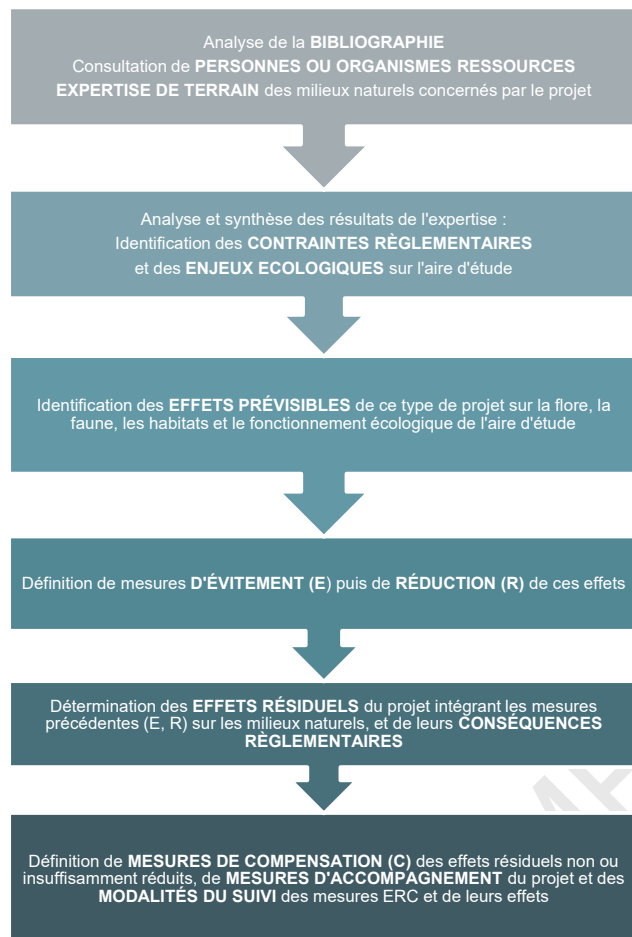 Analyse de la BIBLIOGRAPHIE
Consultation de PERSONNES OU ORGANISMES RESSOURCES
EXPERTISE DE TERRAIN des milieux naturels concernés par le projet
Analyse et synthèse des résultats de l'expertise :
Identification des CONTRAINTES RÈGLEMENTAIRES
et des ENJEUX ECOLOGIQUES sur l'aire d'étude
Identification des EFFETS PRÉVISIBLES de ce type de projet sur la flore, la
faune, les habitats et le fonctionnement écologique de l'aire d'étude
Définition de mesures D'ÉVITEMENT (E) puis de RÉDUCTION (R) de ces effets
Détermination des EFFETS RÉSIDUELS du projet intégrant les mesures
précédentes (E, R) sur les milieux naturels, et de leurs CONSÉQUENCES
RÈGLEMENTAIRES
Définition de MESURES DE COMPENSATION (C) des effets résiduels non ou
insuffisamment réduits, de MESURES D'ACCOMPAGNEMENT du projet et des
MODALITÉS DU SUIVI des mesures ERC et de leurs effets